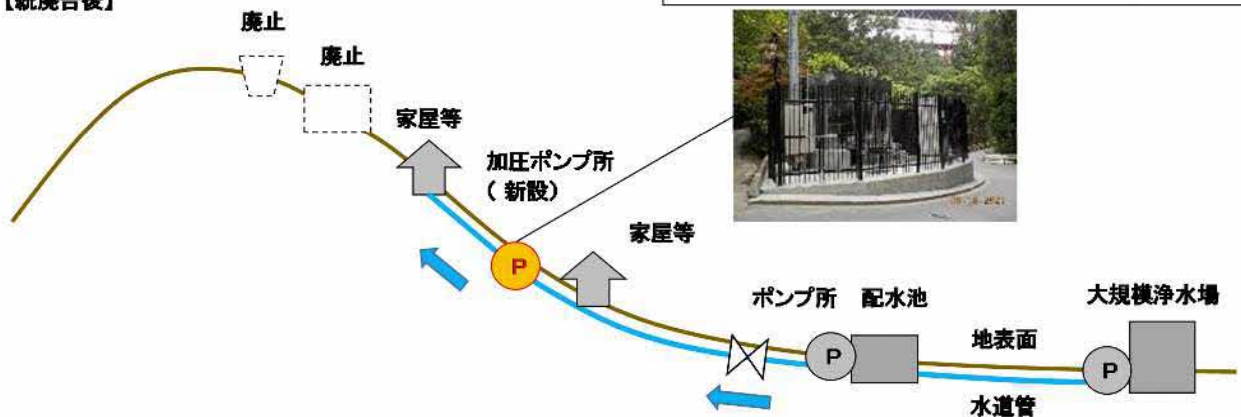 【統廃合後】
廃止
廃止
家屋等
加圧ポンプ所
（ 新設）
家屋等
P
ポンプ所
配水池
大規模浄水場
P
地表面
P
水道管